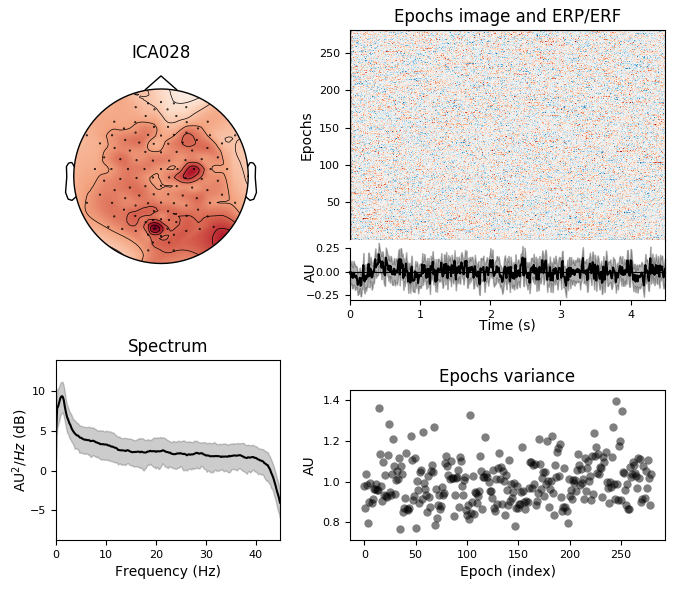 Epochs image and ERP/ERF
ICA028
250
200
150
100
50
Epochs
0.25
0.00
−0.25
AU
0 1 2 3 4
Time (s)
Spectrum
10
5
0
−5
AU²/Hz (dB)
0 10 20 30 40
Frequency (Hz)
Epochs variance
1.4
1.2
1.0
0.8
AU
0 50 100 150 200 250
Epoch (index)